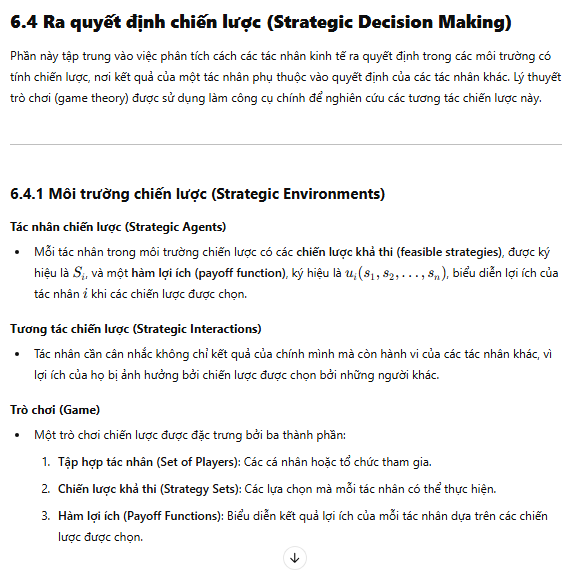 6.4 Ra quyết định chiến lược (Strategic Decision Making)
Phần này tập trung vào việc phân tích cách các tác nhân kinh tế ra quyết định trong các môi trường có
tính chiến lược, nơi kết quả của một tác nhân phụ thuộc vào quyết định của các tác nhân khác. Lý thuyết
trò chơi (game theory) được sử dụng làm công cụ chính để nghiên cứu các tương tác chiến lược này.
6.4.1 Môi trường chiến lược (Strategic Environments)
Tác nhân chiến lược (Strategic Agents)
• Mỗi tác nhân trong môi trường chiến lược có các chiến lược khả thi (feasible strategies), được ký
hiệu là Sᵢ, và một hàm lợi ích (payoff function), ký hiệu là uᵢ(s₁, s₂, . . . , sₙ), biểu diễn lợi ích của
tác nhân i khi các chiến lược được chọn.
Tương tác chiến lược (Strategic Interactions)
• Tác nhân cần cân nhắc không chỉ kết quả của chính mình mà còn hành vi của các tác nhân khác, vì
lợi ích của họ bị ảnh hưởng bởi chiến lược được chọn bởi những người khác.
Trò chơi (Game)
• Một trò chơi chiến lược được đặc trưng bởi ba thành phần:
1. Tập hợp tác nhân (Set of Players): Các cá nhân hoặc tổ chức tham gia.
2. Chiến lược khả thi (Strategy Sets): Các lựa chọn mà mỗi tác nhân có thể thực hiện.
3. Hàm lợi ích (Payoff Functions): Biểu diễn kết quả lợi ích của mỗi tác nhân dựa trên các chiến
lược được chọn.